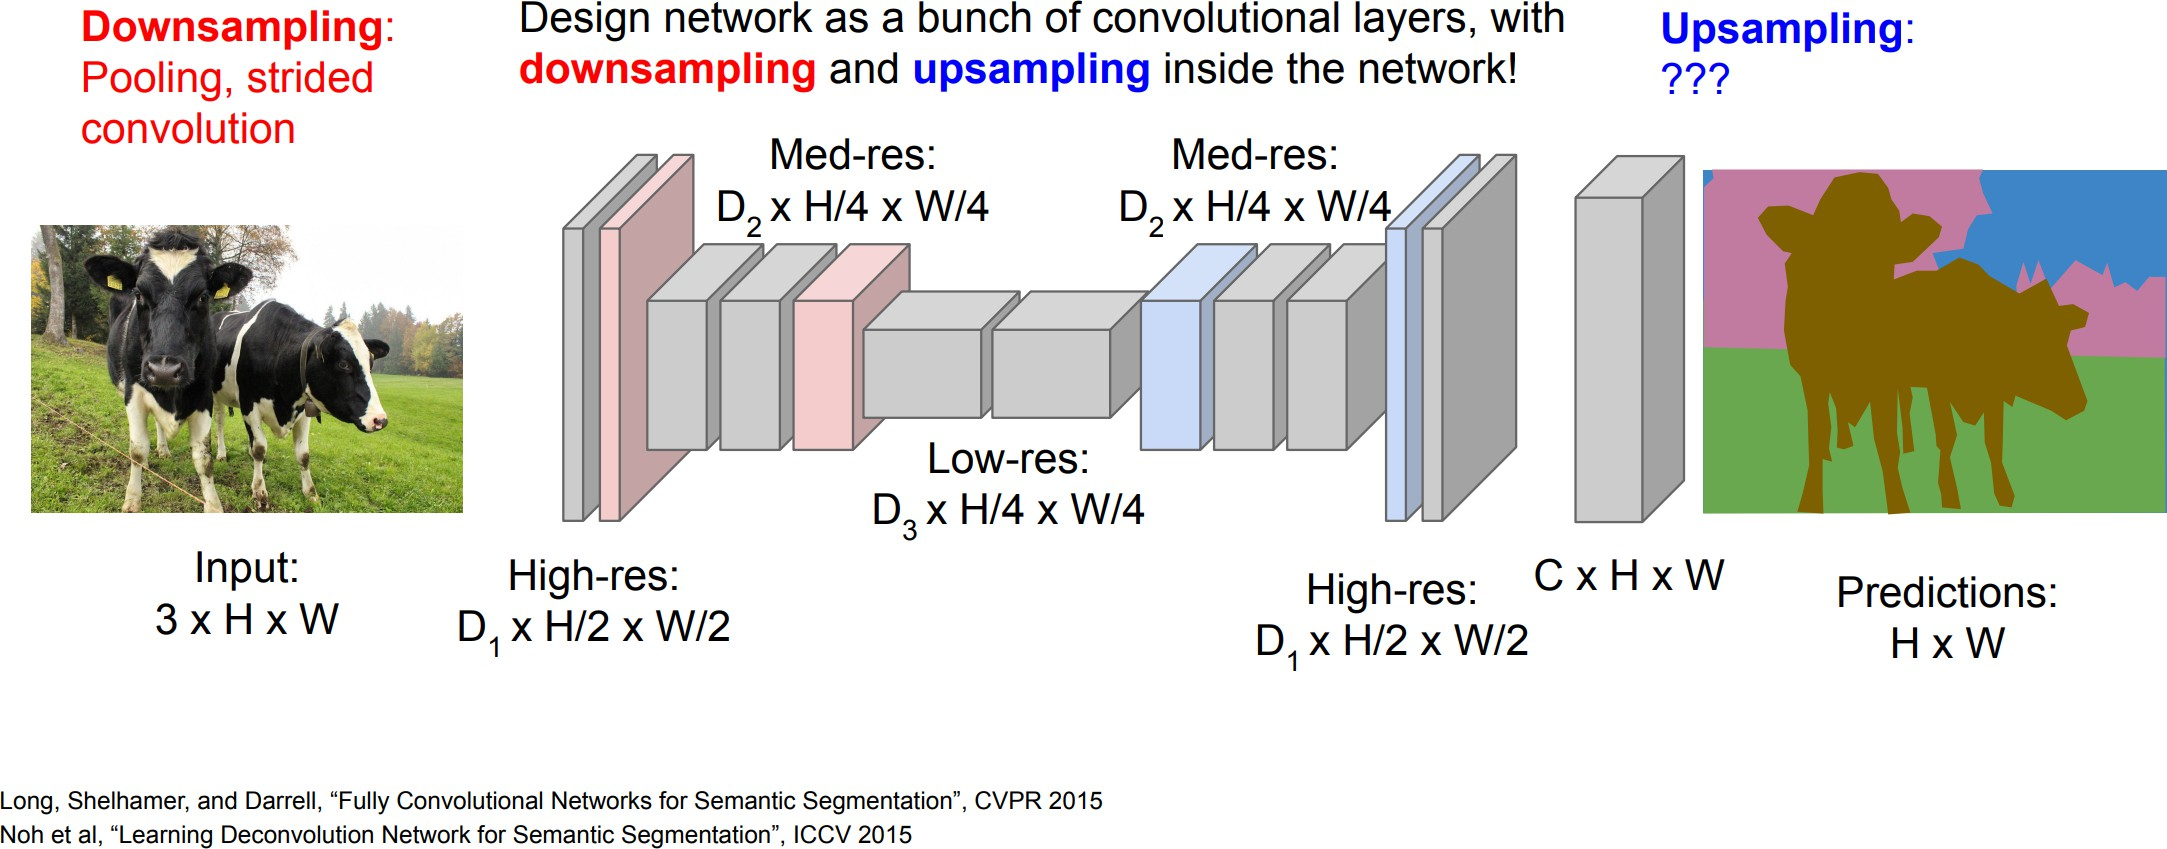 Downsampling:
Pooling, strided
convolution
Design network as a bunch of convolutional layers, with
downsampling and upsampling inside the network!
Upsampling:
???
Med-res:
D2 x H/4 x W/4
Med-res:
D2 x H/4 x W/4
Low-res:
D3 x H/4 x W/4
Input:
3 x H x W
High-res:
D1 x H/2 x W/2
High-res:
D1 x H/2 x W/2
C x H x W
Predictions:
H x W
Long, Shelhamer, and Darrell, “Fully Convolutional Networks for Semantic Segmentation”, CVPR 2015
Noh et al, “Learning Deconvolution Network for Semantic Segmentation”, ICCV 2015